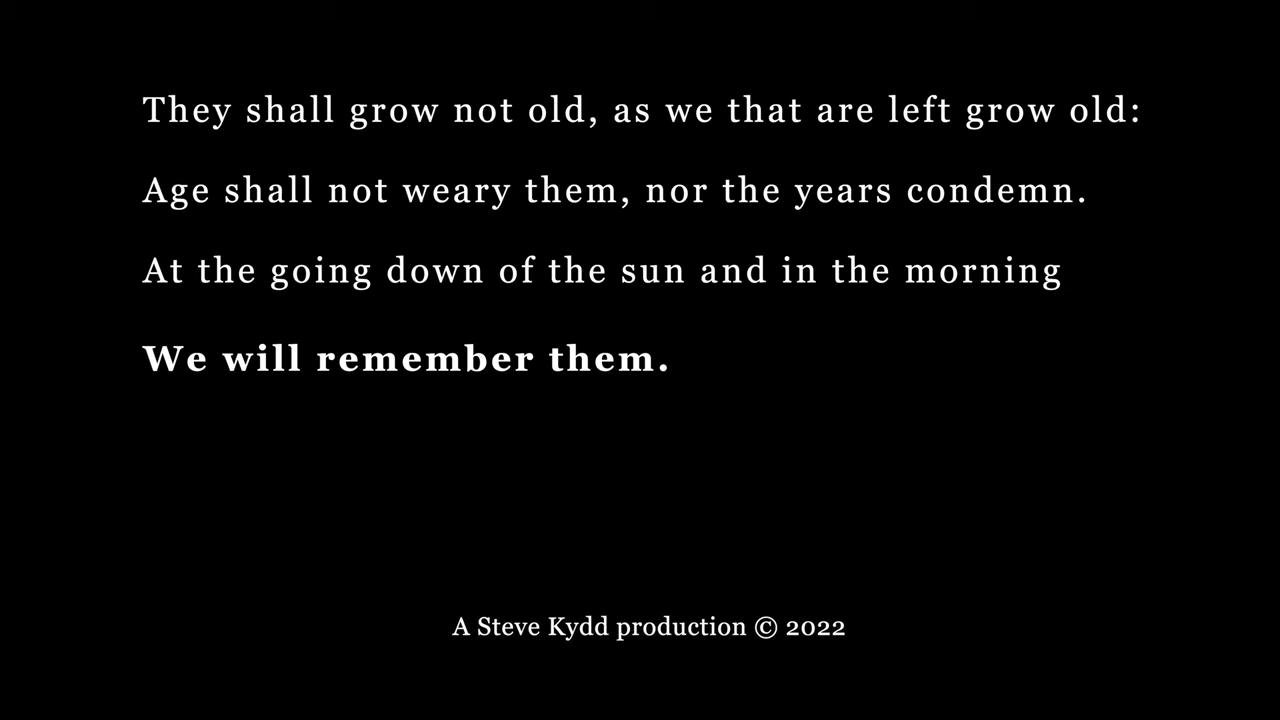 They shall grow not old, as we that are left grow old:
Age shall not weary them, nor the years condemn.
At the going down of the sun and in the morning
We will remember them.
A Steve Kydd production © 2022